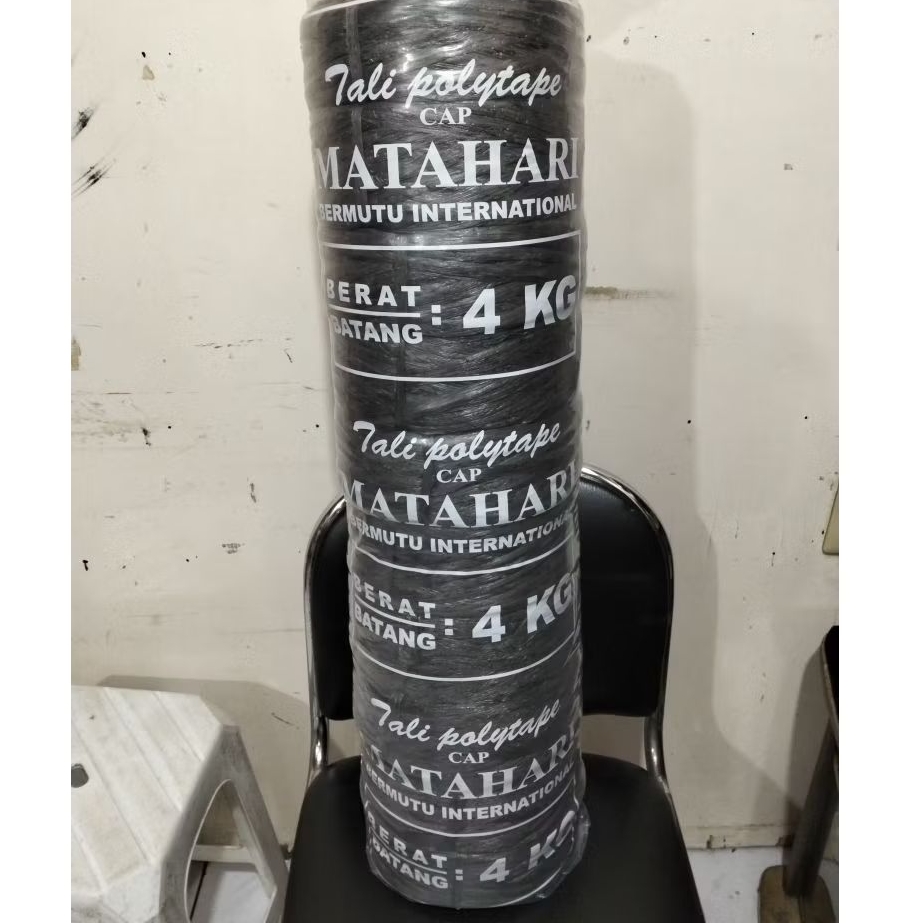 Tali polytape
CAP
MATAHARI
BERMUTU INTERNATIONAL
BERAT
BATANG : 4 KG
Tali polytape
CAP
MATAHARI
BERMUTU INTERNATIONAL
BERAT
BATANG : 4 KG
Tali polytape
CAP
MATAHARI
BERMUTU INTERNATIONAL
BERAT
BATANG : 4 KG